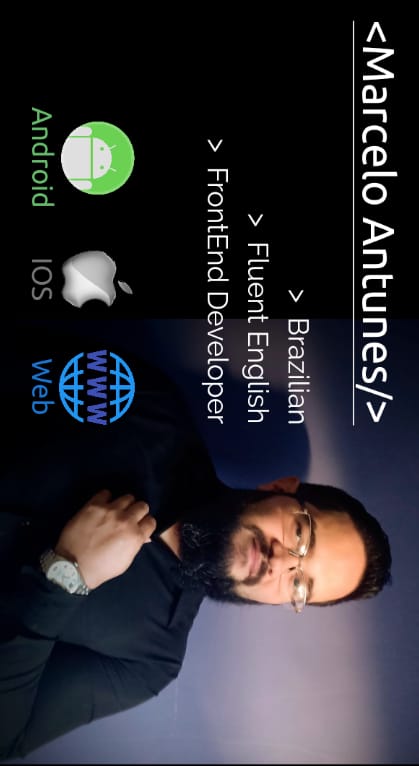 <Marcelo Antunes/>
> Brazilian
> Fluent English
> FrontEnd Developer
WWW
Android IOS Web